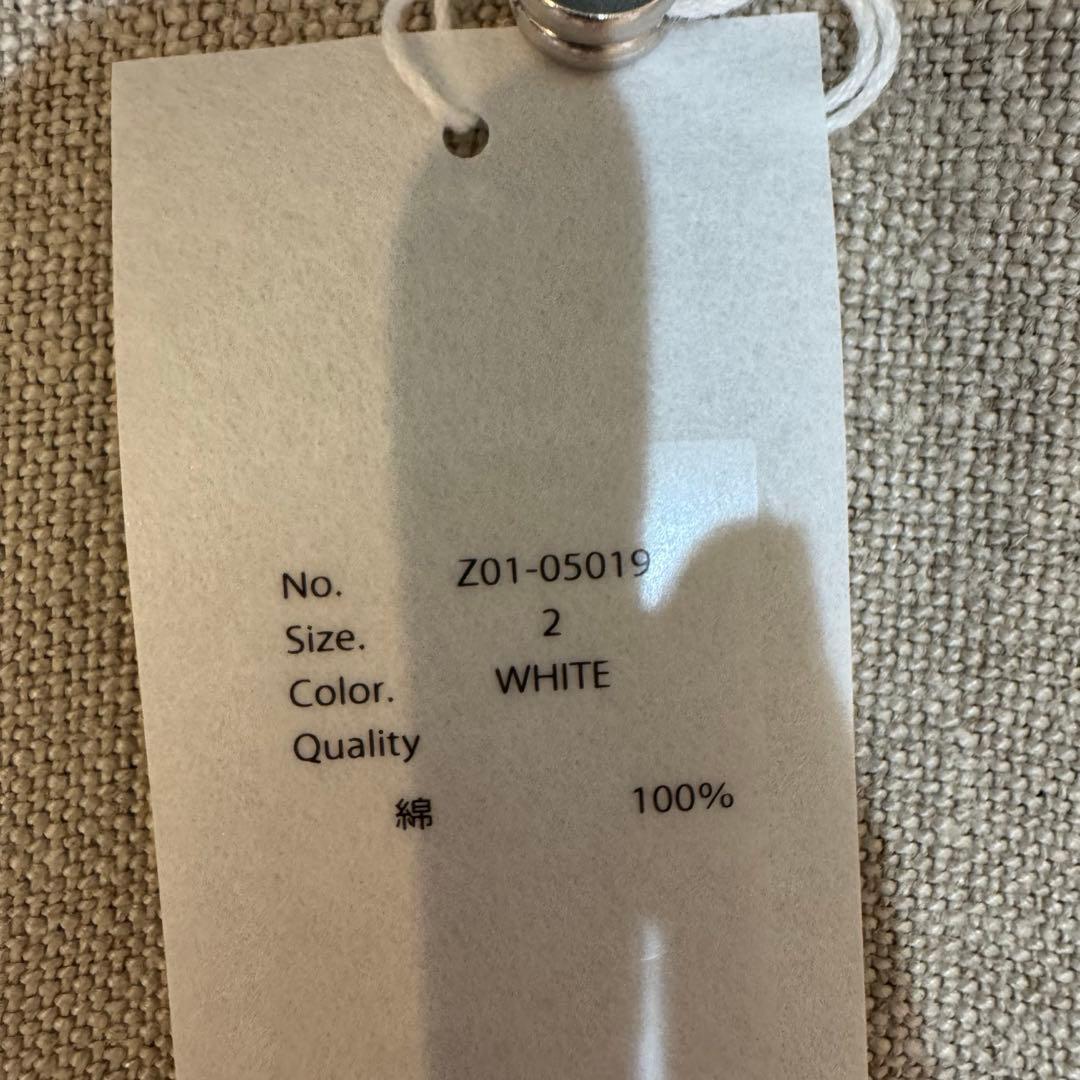 No. Z01-05019
Size. 2
Color. WHITE
Quality
綿 100%